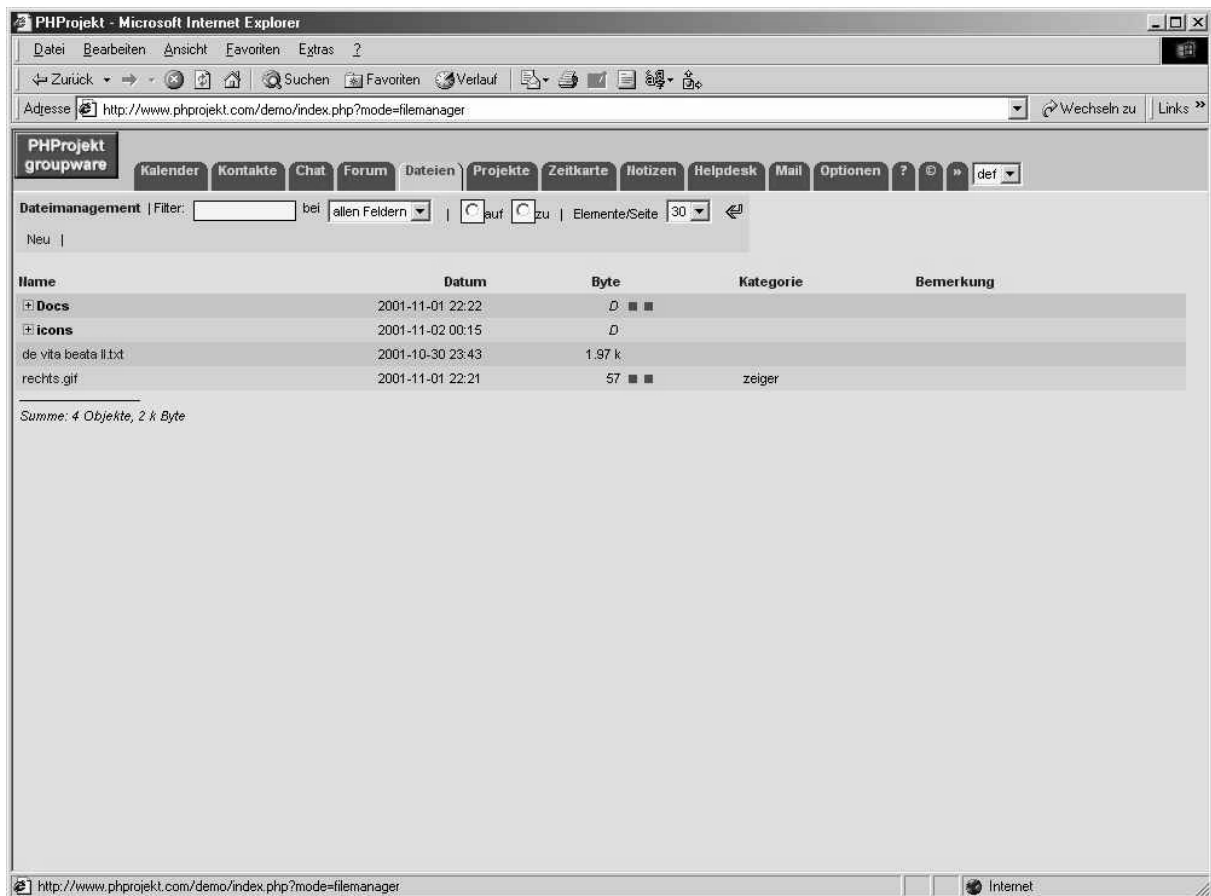 PHProjekt - Microsoft Internet Explorer
Datei Bearbeiten Ansicht Favoriten Extras ?
Zurück Suchen Favoriten Verlauf
Adresse http://www.phprojekt.com/demo/index.php?mode=filemanager Wechseln zu Links »
PHProjekt
groupware
Kalender Kontakte Chat Forum Dateien Projekte Zeitkarte Notizen Helpdesk Mail Optionen ? © » def
Dateimanagement | Filter: bei allen Feldern | auf zu | Elemente/Seite 30
Neu |
Name Datum Byte Kategorie Bemerkung
Docs 2001-11-01 22:22 D
icons 2001-11-02 00:15 D
de vita beata II.txt 2001-10-30 23:43 1.97 k
rechts.gif 2001-11-01 22:21 57 zeiger
Summe: 4 Objekte, 2 k Byte
http://www.phprojekt.com/demo/index.php?mode=filemanager Internet